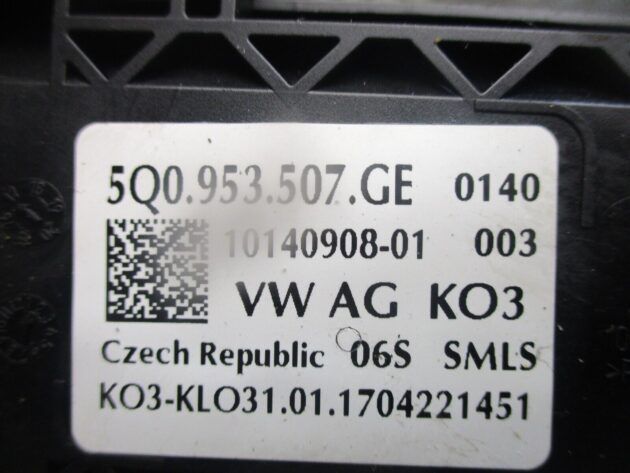 5Q0.953.507.GE 0140
10140908-01 003
VW AG KO3
Czech Republic 06S SMLS
KO3-KLO31.01.1704221451